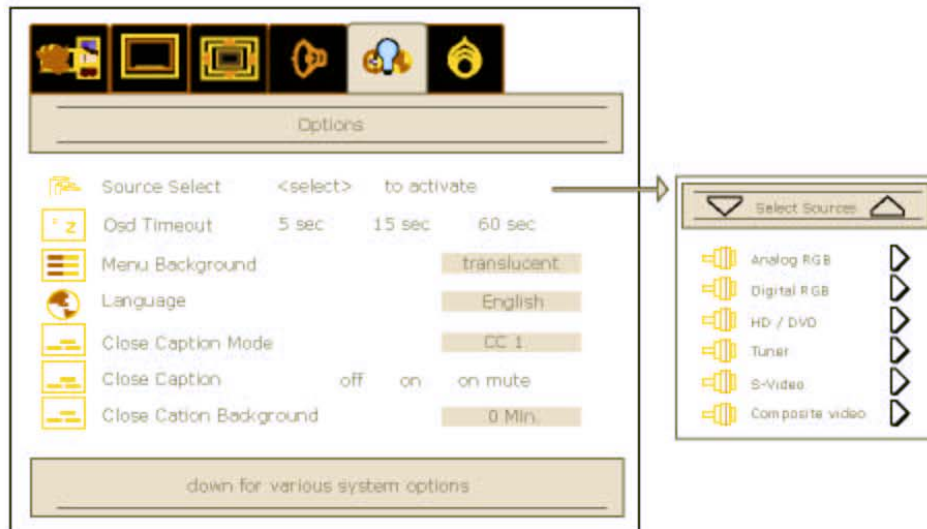 Options
Source Select <select> to activate
Osd Timeout 5 sec 15 sec 60 sec
Menu Background translucent
Language English
Close Caption Mode CC 1
Close Caption off on on mute
Close Cation Background 0 Min.
down for various system options
Select Sources
Analog RGB
Digital RGB
HD / DVD
Tuner
S-Video
Composite video